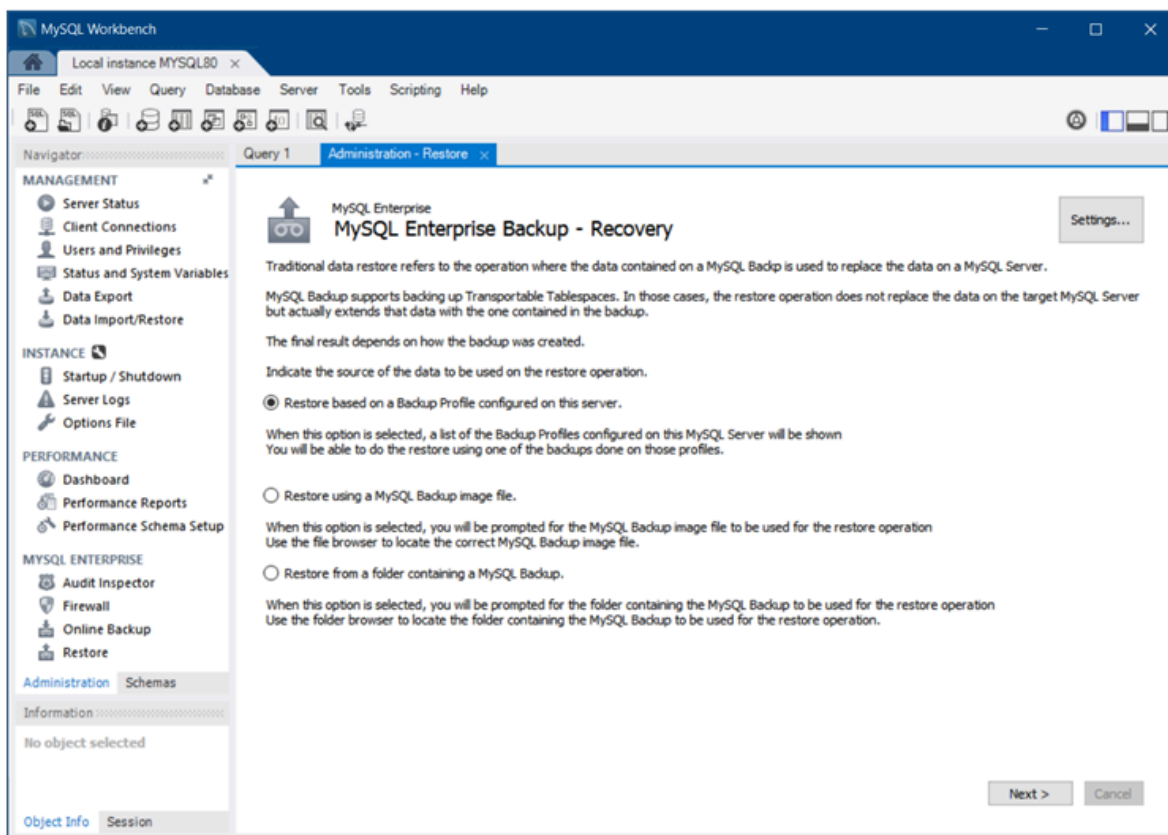 MySQL Workbench
Local instance MYSQL80
File Edit View Query Database Server Tools Scripting Help
Navigator
Query 1
Administration - Restore
MANAGEMENT
Server Status
Client Connections
Users and Privileges
Status and System Variables
Data Export
Data Import/Restore
INSTANCE
Startup / Shutdown
Server Logs
Options File
PERFORMANCE
Dashboard
Performance Reports
Performance Schema Setup
MYSQL ENTERPRISE
Audit Inspector
Firewall
Online Backup
Restore
Administration Schemas
Information
No object selected
Object Info Session
MySQL Enterprise
MySQL Enterprise Backup - Recovery
Settings...
Traditional data restore refers to the operation where the data contained on a MySQL Backp is used to replace the data on a MySQL Server.
MySQL Backup supports backing up Transportable Tablespaces. In those cases, the restore operation does not replace the data on the target MySQL Server
but actually extends that data with the one contained in the backup.
The final result depends on how the backup was created.
Indicate the source of the data to be used on the restore operation.
Restore based on a Backup Profile configured on this server.
When this option is selected, a list of the Backup Profiles configured on this MySQL Server will be shown
You will be able to do the restore using one of the backups done on those profiles.
Restore using a MySQL Backup image file.
When this option is selected, you will be prompted for the MySQL Backup image file to be used for the restore operation
Use the file browser to locate the correct MySQL Backup image file.
Restore from a folder containing a MySQL Backup.
When this option is selected, you will be prompted for the folder containing the MySQL Backup to be used for the restore operation
Use the folder browser to locate the folder containing the MySQL Backup to be used for the restore operation.
Next >
Cancel